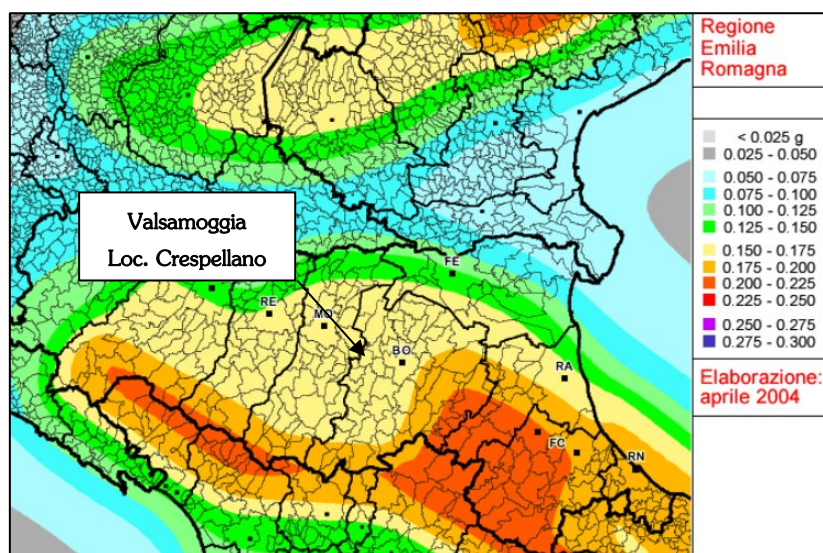 Valsamoggia
Loc. Crespellano
FE
RE
MO
BO
RA
FC
RN
Regione
Emilia
Romagna
< 0.025 g
0.025 - 0.050
0.050 - 0.075
0.075 - 0.100
0.100 - 0.125
0.125 - 0.150
0.150 - 0.175
0.175 - 0.200
0.200 - 0.225
0.225 - 0.250
0.250 - 0.275
0.275 - 0.300
Elaborazione:
aprile 2004